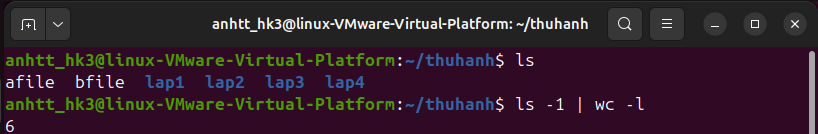 anhtt_hk3@linux-VMware-Virtual-Platform: ~/thuhanh
anhtt_hk3@linux-VMware-Virtual-Platform:~/thuhanh$ ls
afile  bfile  lap1  lap2  lap3  lap4
anhtt_hk3@linux-VMware-Virtual-Platform:~/thuhanh$ ls -1 | wc -l
6